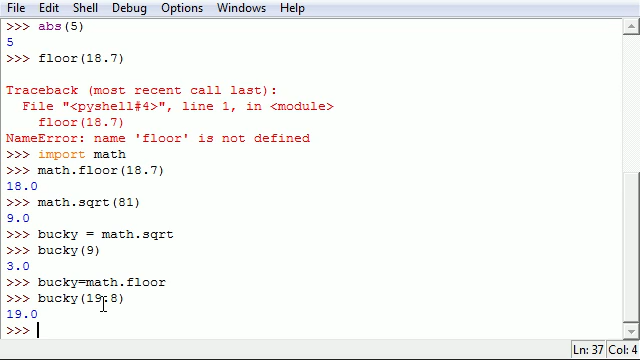 File Edit Shell Debug Options Windows Help
>>> abs(5)
5
>>> floor(18.7)
Traceback (most recent call last):
  File "<pyshell#4>", line 1, in <module>
    floor(18.7)
NameError: name 'floor' is not defined
>>> import math
>>> math.floor(18.7)
18.0
>>> math.sqrt(81)
9.0
>>> bucky = math.sqrt
>>> bucky(9)
3.0
>>> bucky=math.floor
>>> bucky(19.8)
19.0
>>>
Ln: 37 Col: 4